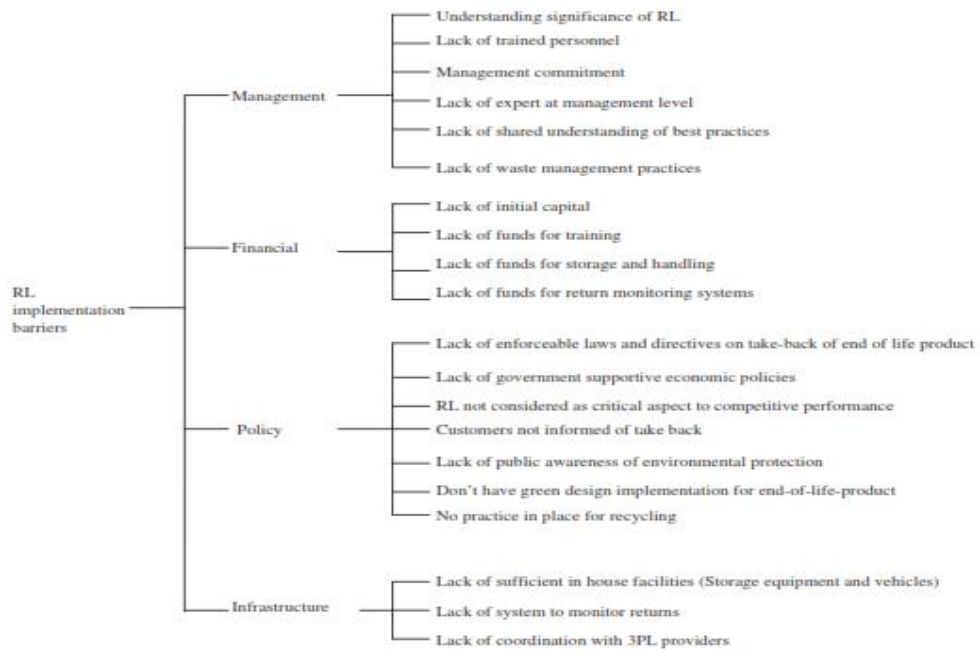 RL
implementation
barriers
Management
Understanding significance of RL
Lack of trained personnel
Management commitment
Lack of expert at management level
Lack of shared understanding of best practices
Lack of waste management practices
Financial
Lack of initial capital
Lack of funds for training
Lack of funds for storage and handling
Lack of funds for return monitoring systems
Policy
Lack of enforceable laws and directives on take-back of end of life product
Lack of government supportive economic policies
RL not considered as critical aspect to competitive performance
Customers not informed of take back
Lack of public awareness of environmental protection
Don't have green design implementation for end-of-life-product
No practice in place for recycling
Infrastructure
Lack of sufficient in house facilities (Storage equipment and vehicles)
Lack of system to monitor returns
Lack of coordination with 3PL providers